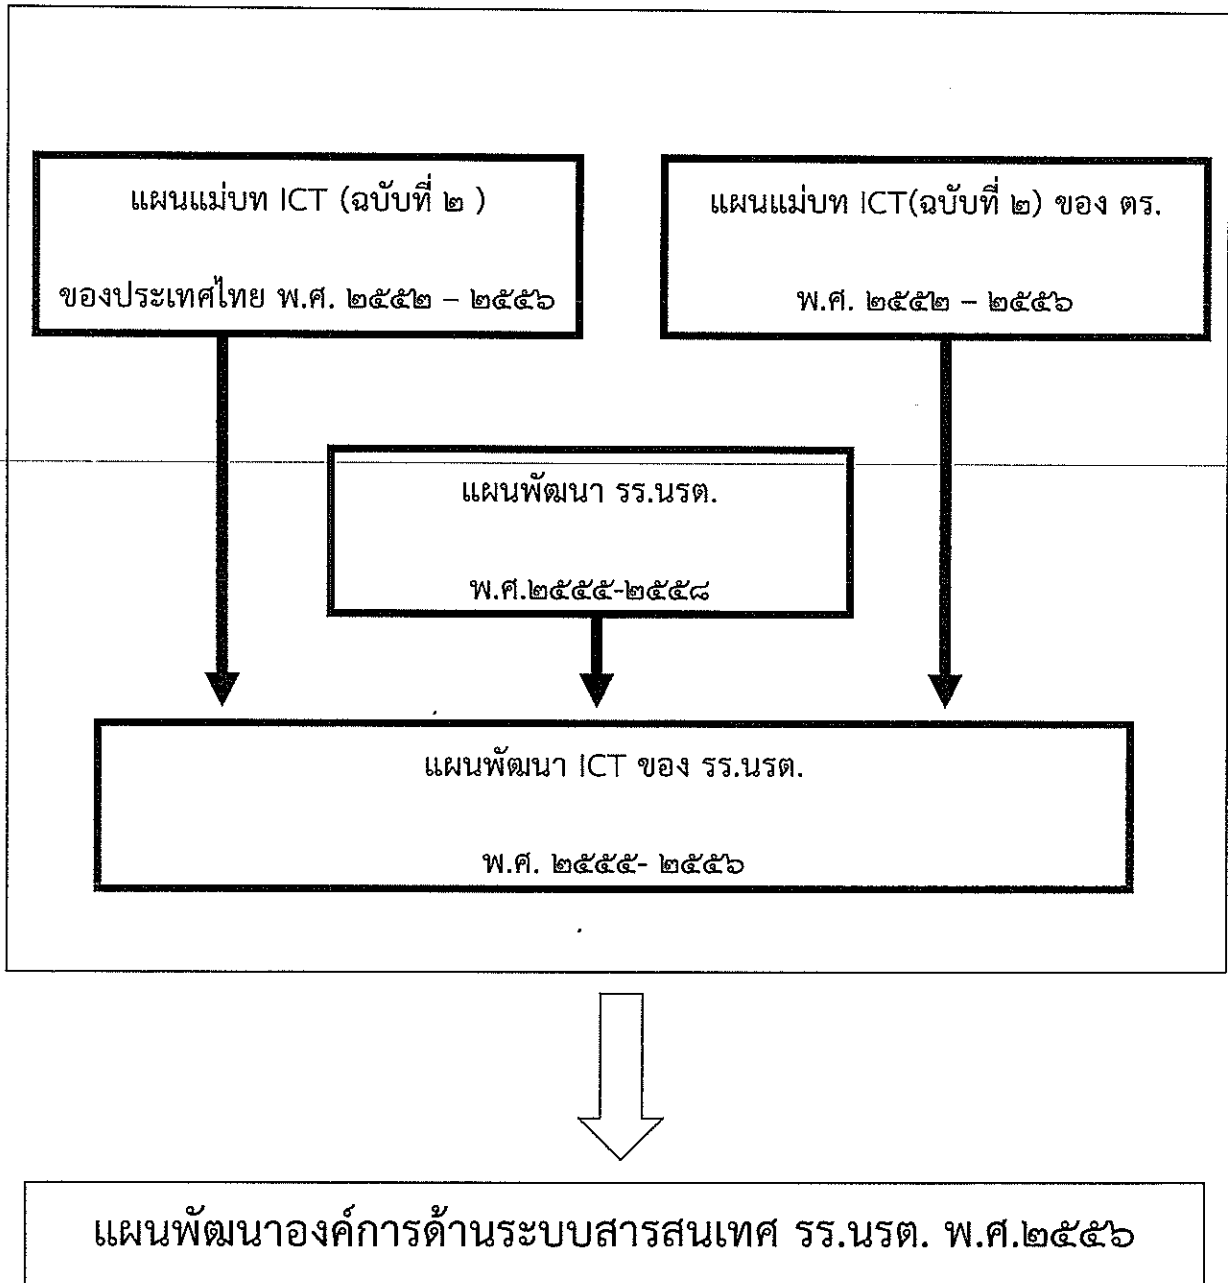 แผนแม่บท ICT (ฉบับที่ ๒ )
ของประเทศไทย พ.ศ. ๒๕๕๒ – ๒๕๕๖
แผนแม่บท ICT(ฉบับที่ ๒) ของ ตร.
พ.ศ. ๒๕๕๒ – ๒๕๕๖
แผนพัฒนา รร.นรต.
พ.ศ.๒๕๕๕-๒๕๕๘
แผนพัฒนา ICT ของ รร.นรต.
พ.ศ. ๒๕๕๕- ๒๕๕๖
แผนพัฒนาองค์การด้านระบบสารสนเทศ รร.นรต. พ.ศ.๒๕๕๖